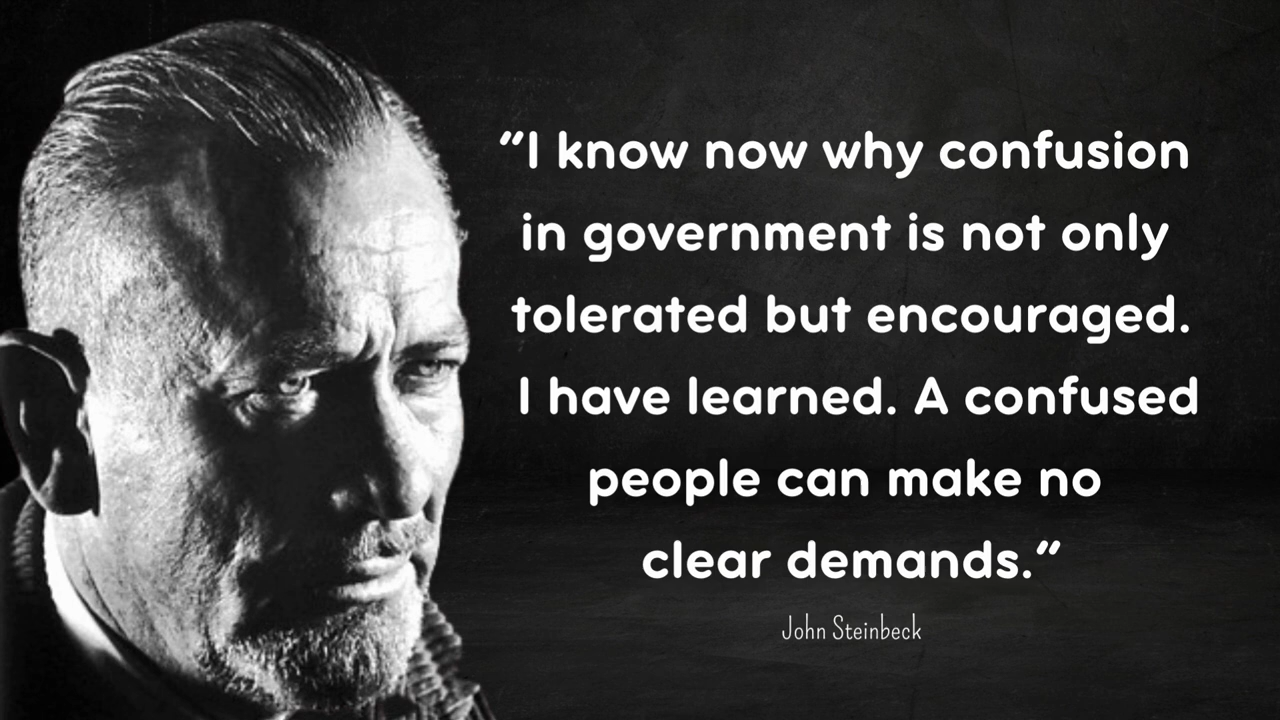 “I know now why confusion
in government is not only
tolerated but encouraged.
I have learned. A confused
people can make no
clear demands.”
John Steinbeck